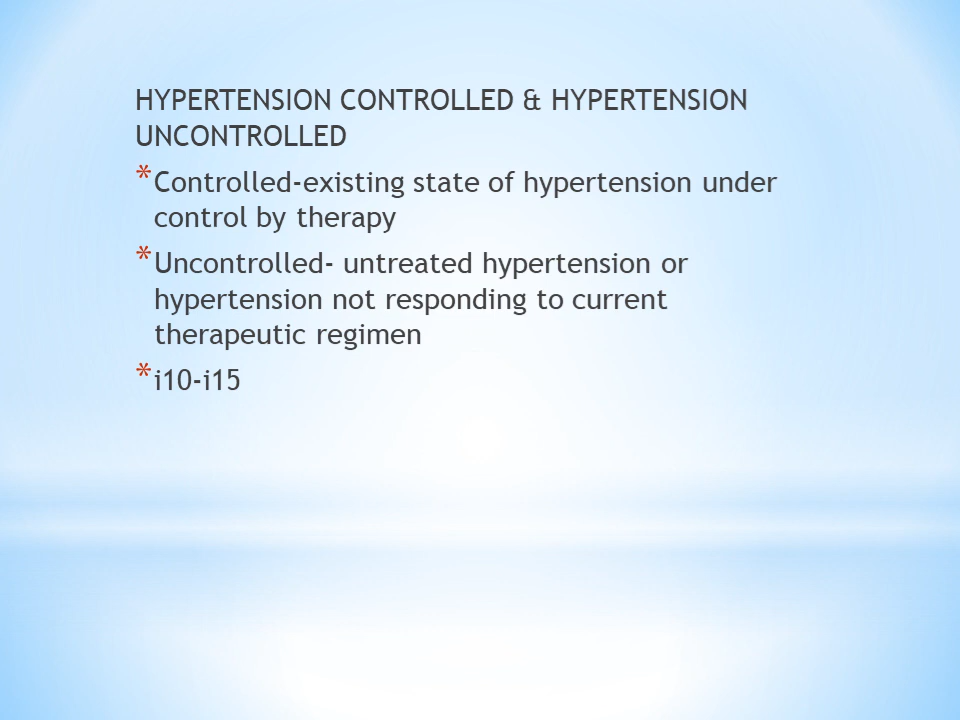 HYPERTENSION CONTROLLED & HYPERTENSION
UNCONTROLLED
*Controlled-existing state of hypertension under
control by therapy
*Uncontrolled- untreated hypertension or
hypertension not responding to current
therapeutic regimen
*i10-i15